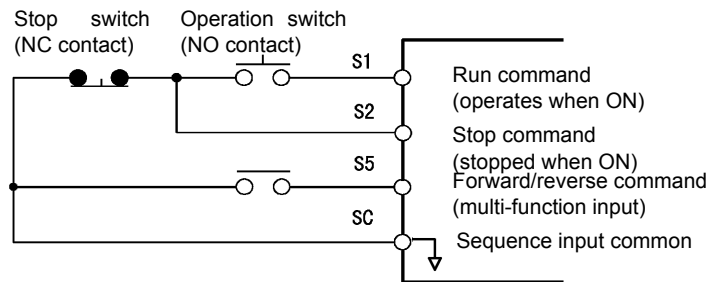 Stop switch Operation switch
(NC contact) (NO contact)
S1
Run command
(operates when ON)
S2
Stop command
(stopped when ON)
S5
Forward/reverse command
(multi-function input)
SC
Sequence input common